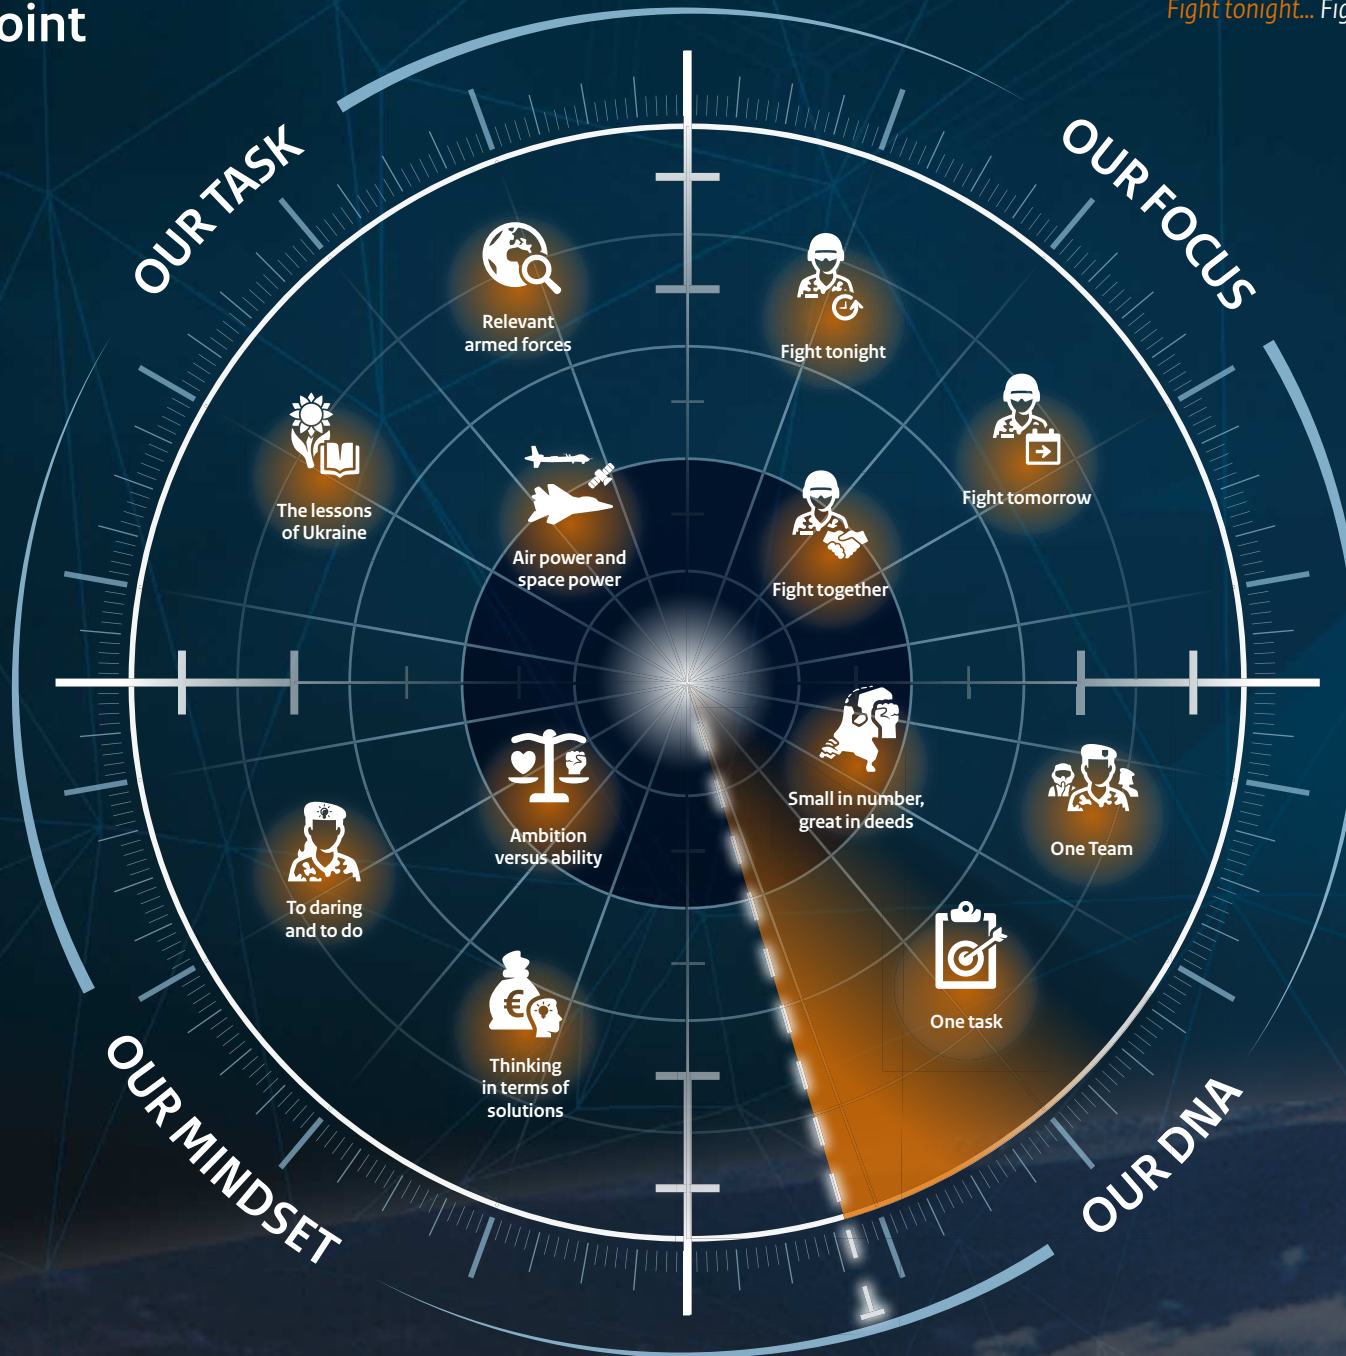 oint
Fight tonight... Fig
OUR TASK
OUR FOCUS
Relevant
armed forces
Fight tonight
The lessons
of Ukraine
Fight tomorrow
Air power and
space power
Fight together
Small in number,
great in deeds
One Team
Ambition
versus ability
To daring
and to do
One task
€
Thinking
in terms of
solutions
OUR MINDSET
OUR DNA